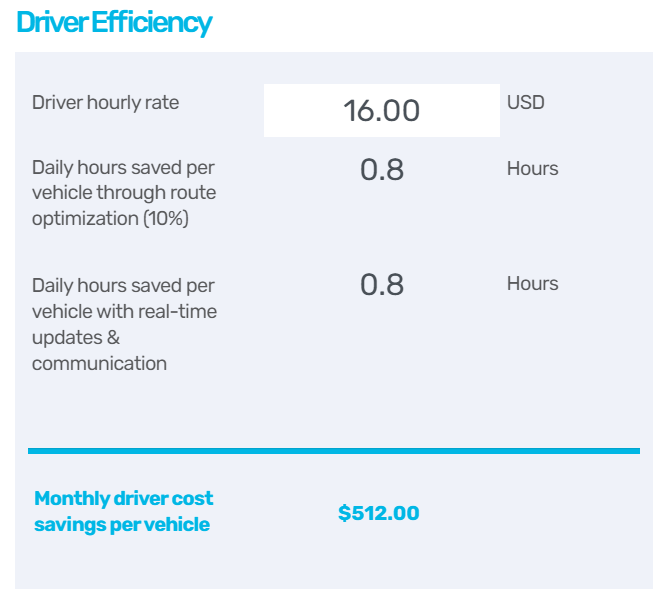 Driver Efficiency
Driver hourly rate
16.00
USD
Daily hours saved per
vehicle through route
optimization (10%)
0.8
Hours
Daily hours saved per
vehicle with real-time
updates &
communication
0.8
Hours
Monthly driver cost
savings per vehicle
$512.00